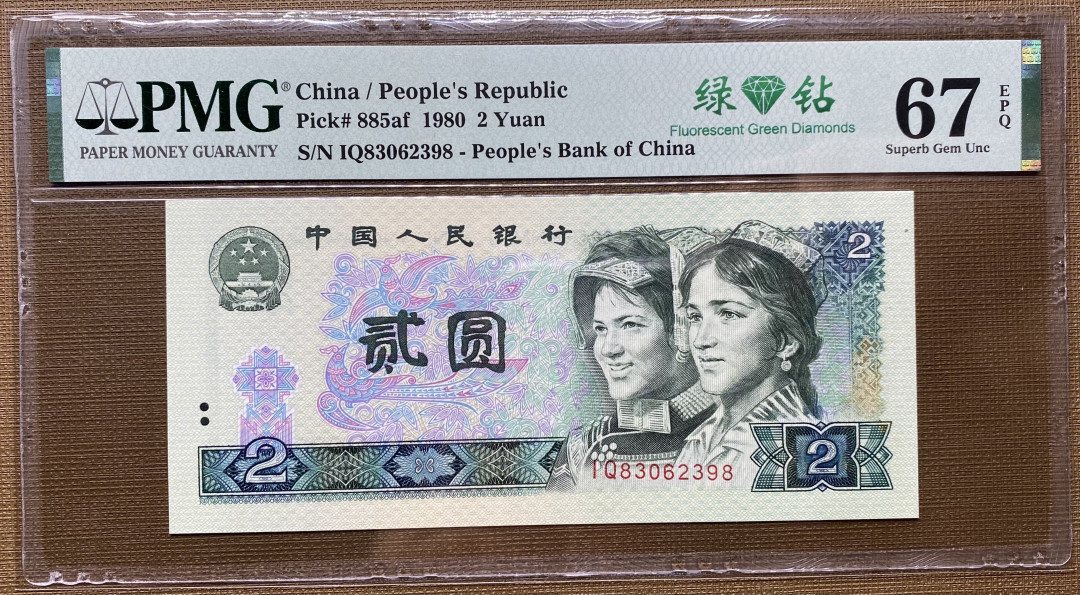 PMG®
PAPER MONEY GUARANTY
China / People's Republic
Pick# 885af 1980 2 Yuan
S/N IQ83062398 - People's Bank of China
绿钻
Fluorescent Green Diamonds
67
EPQ
Superb Gem Unc
中国人民银行
2
贰圆
2
2
IQ83062398